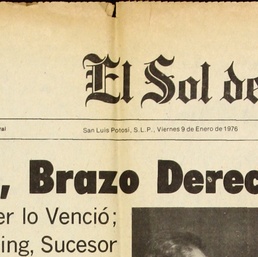 El Sol de
San Luis Potosí, S.L.P., Viernes 9 de Enero de 1976
, Brazo Derec
er lo Venció;
ing, Sucesor